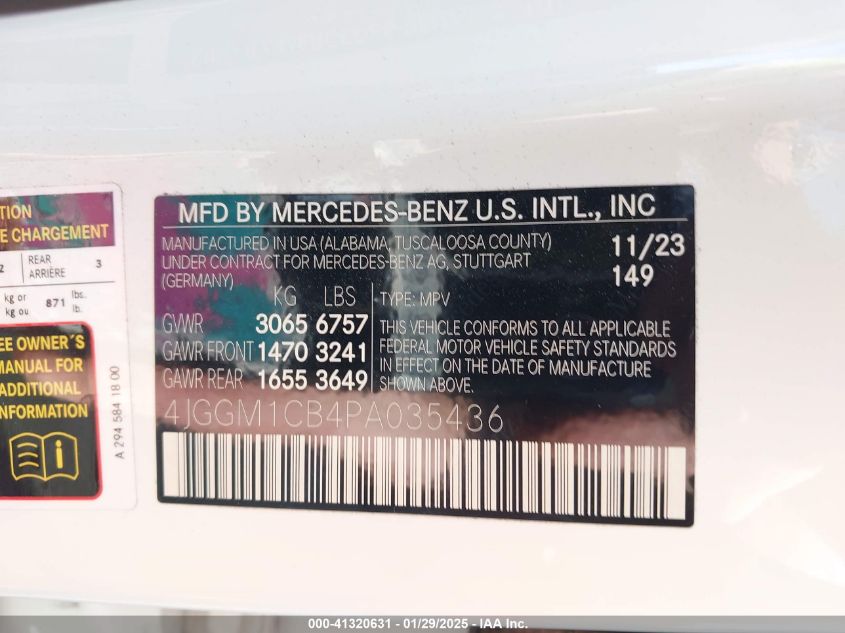 TION
E CHARGEMENT
2 REAR ARRIÈRE 3
kg or kg ou 871 lbs. lb.
EE OWNER´S
MANUAL FOR
ADDITIONAL
INFORMATION
A 294 584 18 00
MFD BY MERCEDES-BENZ U.S. INTL., INC
MANUFACTURED IN USA (ALABAMA, TUSCALOOSA COUNTY)
UNDER CONTRACT FOR MERCEDES-BENZ AG, STUTTGART
(GERMANY)
11/23
149
KG LBS
GVWR 3065 6757
GAWR FRONT 1470 3241
GAWR REAR 1655 3649
TYPE: MPV
THIS VEHICLE CONFORMS TO ALL APPLICABLE
FEDERAL MOTOR VEHICLE SAFETY STANDARDS
IN EFFECT ON THE DATE OF MANUFACTURE
SHOWN ABOVE.
4JGGM1CB4PA035436
000-41320631 - 01/29/2025 - IAA Inc.